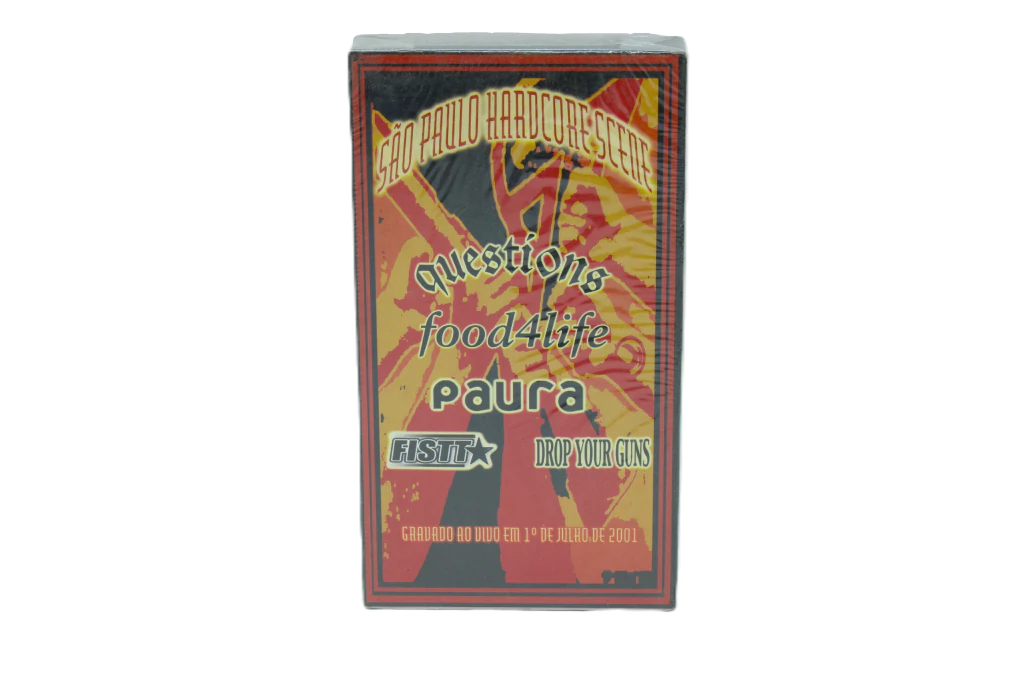 SÃO PAULO HARDCORE SCENE
questions
food4life
paura
FISTT
DROP YOUR GUNS
GRAVADO AO VIVO EM 1º DE JULHO DE 2001